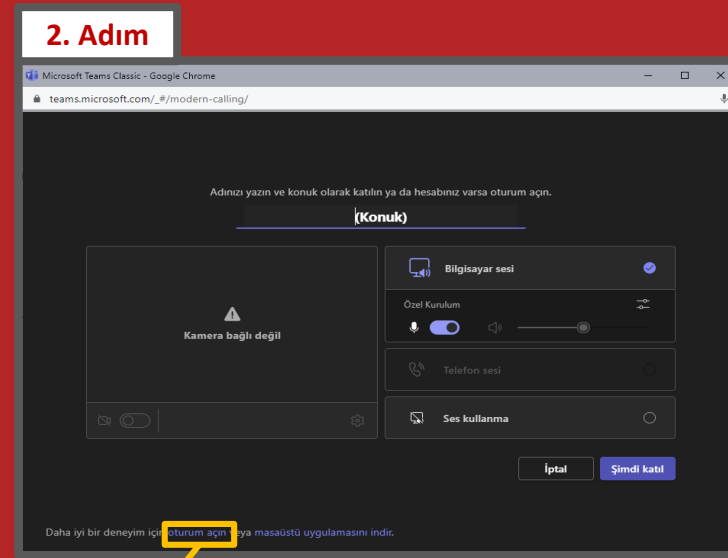 2. Adım
Microsoft Teams Classic - Google Chrome
teams.microsoft.com/_#/modern-calling/
Adınızı yazın ve konuk olarak katılın ya da hesabınız varsa oturum açın.
(Konuk)
Bilgisayar sesi
Özel Kurulum
Kamera bağlı değil
Telefon sesi
Ses kullanma
İptal
Şimdi katıl
Daha iyi bir deneyim için oturum açın veya masaüstü uygulamasını indir.